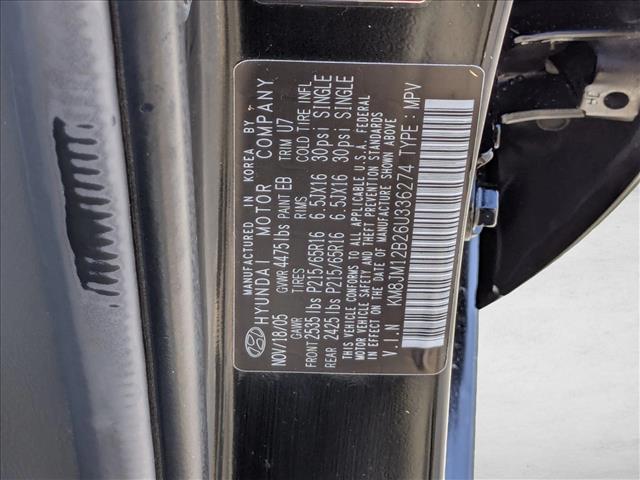 MANUFACTURED IN KOREA BY
HYUNDAI MOTOR COMPANY
NOV/18/05 GVWR 4475 lbs PAINT EB TRIM U7
GAWR TIRES RIMS COLD TIRE INFL
FRONT 2535 lbs P215/65R16 6.5JX16 30psi SINGLE
REAR 2425 lbs P215/65R16 6.5JX16 30psi SINGLE
THIS VEHICLE CONFORMS TO ALL APPLICABLE U.S.A. FEDERAL
MOTOR VEHICLE SAFETY AND THEFT PREVENTION STANDARDS
IN EFFECT ON THE DATE OF MANUFACTURE SHOWN ABOVE
V.I.N KM8JM12B26U336274 TYPE : MPV